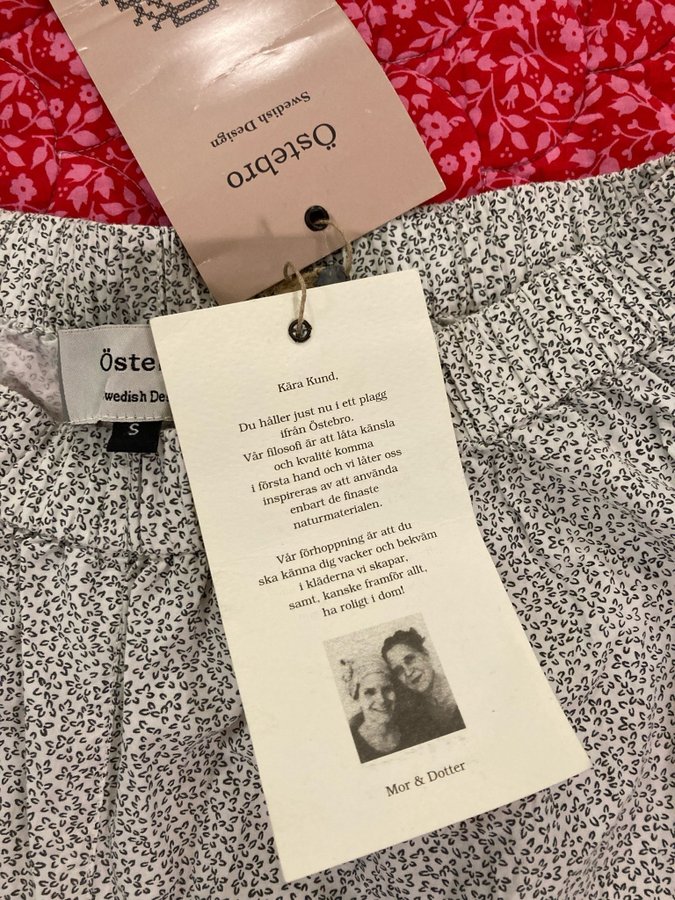 Östebro
Swedish Design
Öste
wedish De
S
Kära Kund,
Du håller just nu i ett plagg
ifrån Östebro.
Vår filosofi är att låta känsla
och kvalité komma
i första hand och vi låter oss
inspireras av att använda
enbart de finaste
naturmaterialen.
Vår förhoppning är att du
ska känna dig vacker och bekväm
i kläderna vi skapar,
samt, kanske framför allt,
ha roligt i dom!
Mor & Dotter